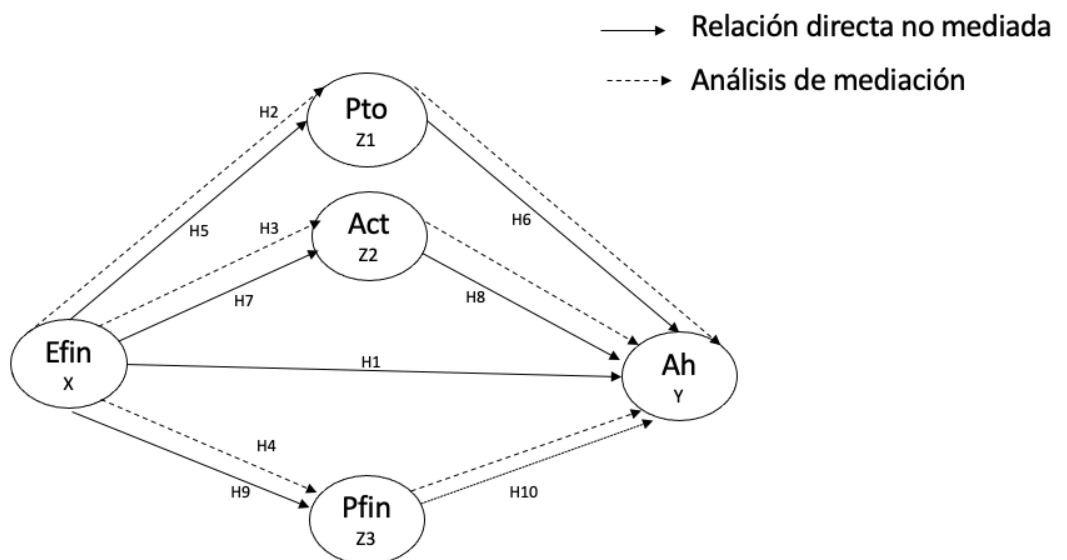 Relación directa no mediada
Análisis de mediación
H2
Pto
Z1
H5
H3
H6
Act
Z2
H7
H8
Efin
X
H1
Ah
Y
H4
H9
H10
Pfin
Z3